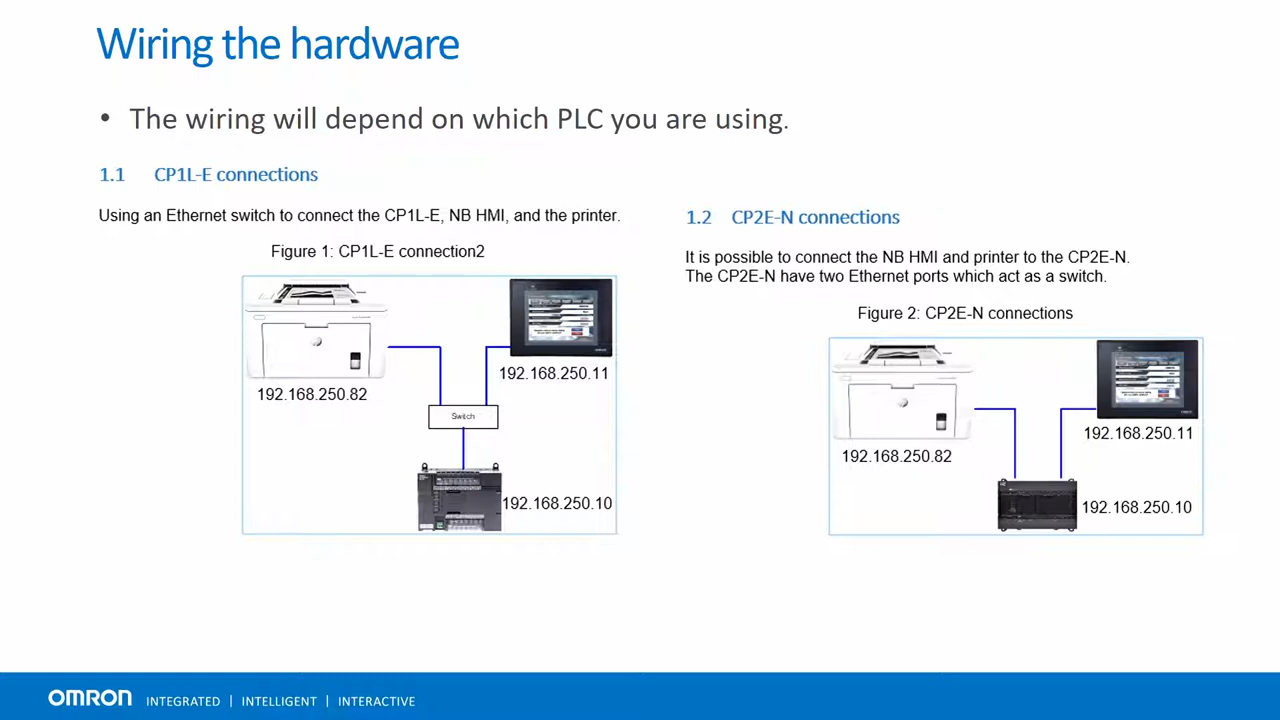 Wiring the hardware
• The wiring will depend on which PLC you are using.
1.1 CP1L-E connections
Using an Ethernet switch to connect the CP1L-E, NB HMI, and the printer.
Figure 1: CP1L-E connection2
192.168.250.82
192.168.250.11
Switch
192.168.250.10
1.2 CP2E-N connections
It is possible to connect the NB HMI and printer to the CP2E-N.
The CP2E-N have two Ethernet ports which act as a switch.
Figure 2: CP2E-N connections
192.168.250.82
192.168.250.11
192.168.250.10
OMRON INTEGRATED | INTELLIGENT | INTERACTIVE